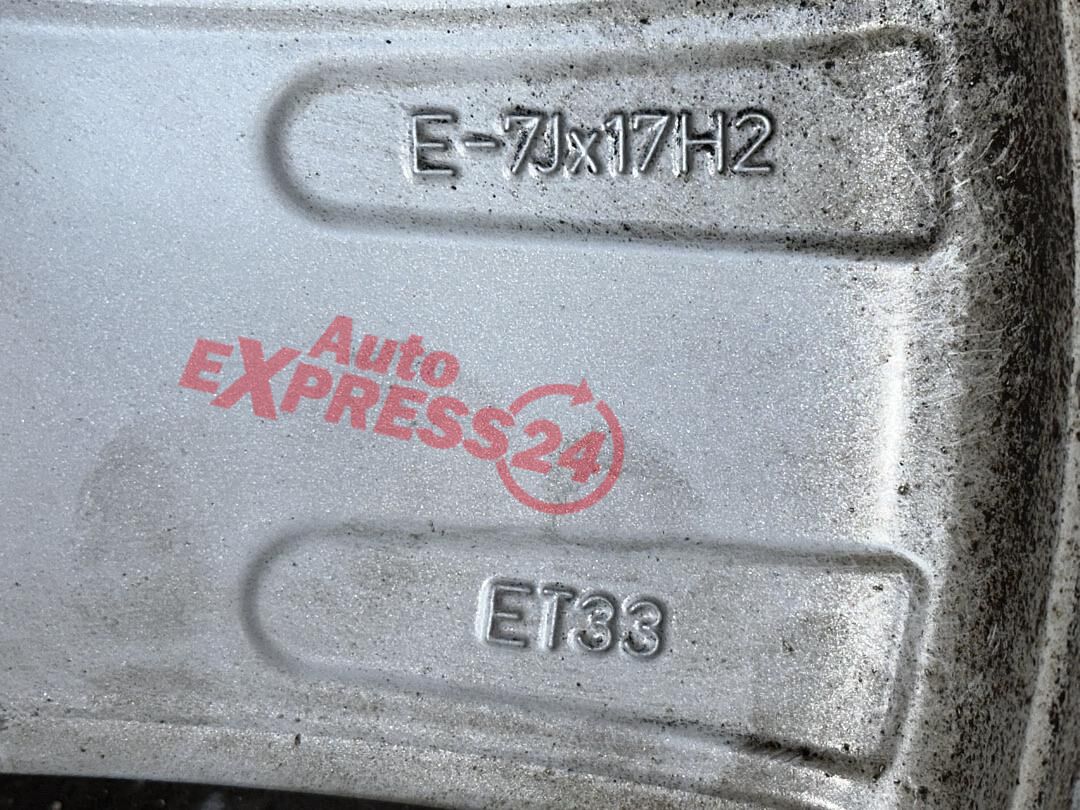 E-7Jx17H2
Auto
EXPRESS24
ET33